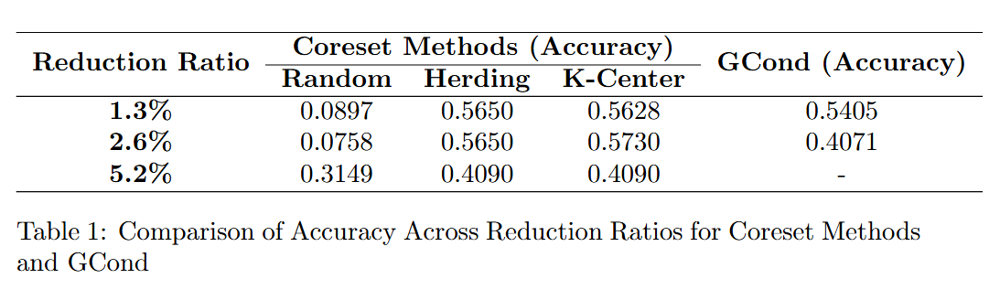 Reduction Ratio Coreset Methods (Accuracy) GCond (Accuracy)
Random Herding K-Center
1.3% 0.0897 0.5650 0.5628 0.5405
2.6% 0.0758 0.5650 0.5730 0.4071
5.2% 0.3149 0.4090 0.4090 -
Table 1: Comparison of Accuracy Across Reduction Ratios for Coreset Methods
and GCond